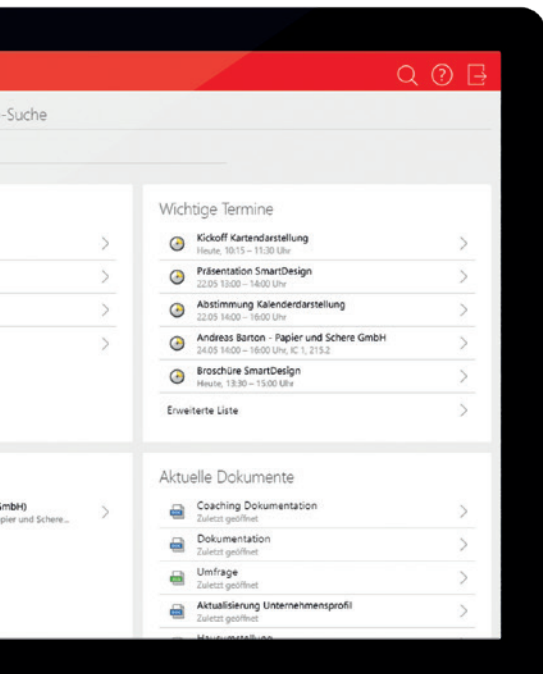 -Suche
Wichtige Termine
Kickoff Kartendarstellung
Heute, 10:15 – 11:30 Uhr
Präsentation SmartDesign
22.05 13:00 – 14:00 Uhr
Abstimmung Kalenderdarstellung
22.05 14:00 – 16:00 Uhr
Andreas Barton - Papier und Schere GmbH
24.05 14:00 – 16:00 Uhr, IC 1, 215.2
Broschüre SmartDesign
Heute, 13:30 – 15:00 Uhr
Erweiterte Liste
GmbH)
pier und Schere...
Aktuelle Dokumente
Coaching Dokumentation
Zuletzt geöffnet
Dokumentation
Zuletzt geöffnet
Umfrage
Zuletzt geöffnet
Aktualisierung Unternehmensprofil
Zuletzt geöffnet
Hausumstellung